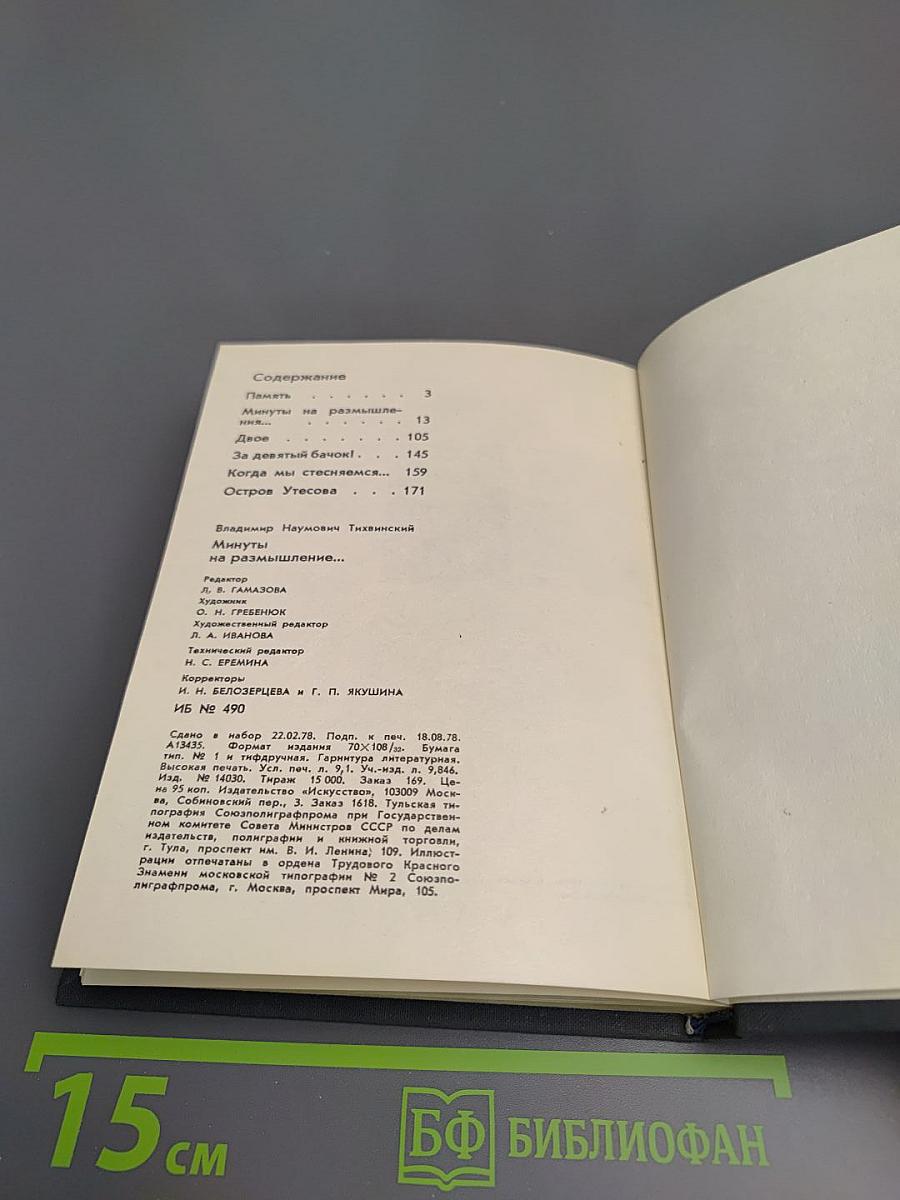 Содержание
Память . . . . . . 3
Минуты на размышле-
ния... . . . . . . 13
Двое . . . . . . . 105
За девятый бачок! . . . 145
Когда мы стесняемся... 159
Остров Утесова . . . 171
Владимир Наумович Тихвинский
Минуты
на размышление...
Редактор
Л. В. ГАМАЗОВА
Художник
О. Н. ГРЕБЕНЮК
Художественный редактор
Л. А. ИВАНОВА
Технический редактор
Н. С. ЕРЕМИНА
Корректоры
И. Н. БЕЛОЗЕРЦЕВА и Г. П. ЯКУШИНА
ИБ № 490
Сдано в набор 22.02.78. Подп. к печ. 18.08.78.
А13435. Формат издания 70×108/32. Бумага
тип. № 1 и тифдручная. Гарнитура литературная.
Высокая печать. Усл. печ. л. 9,1. Уч.-изд. л. 9,846.
Изд. № 14030. Тираж 15 000. Заказ 169. Це-
на 95 коп. Издательство «Искусство», 103009 Моск-
ва, Собиновский пер., 3. Заказ 1618. Тульская ти-
пография Союзполиграфпрома при Государствен-
ном комитете Совета Министров СССР по делам
издательств, полиграфии и книжной торговли,
г. Тула, проспект им. В. И. Ленина, 109. Иллюст-
рации отпечатаны в ордена Трудового Красного
Знамени московской типографии № 2 Союзпо-
лиграфпрома, г. Москва, проспект Мира, 105.
15 см
БФ БИБЛИОФАН